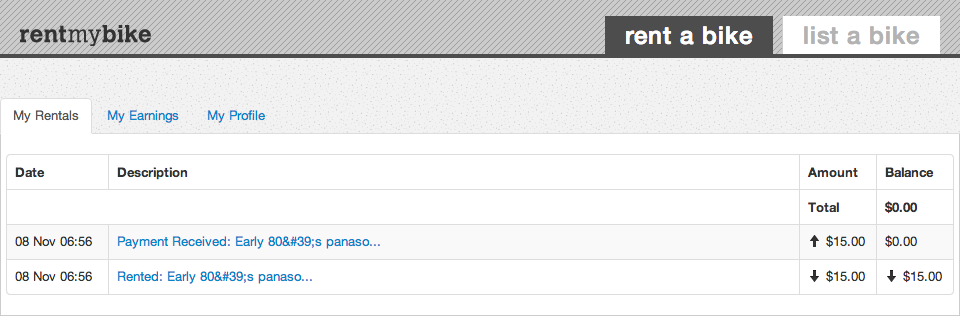 rentmybike
rent a bike
list a bike
My Rentals My Earnings My Profile
Date Description Amount Balance
Total $0.00
08 Nov 06:56 Payment Received: Early 80&#39;s panaso... $15.00 $0.00
08 Nov 06:56 Rented: Early 80&#39;s panaso... $15.00 $15.00